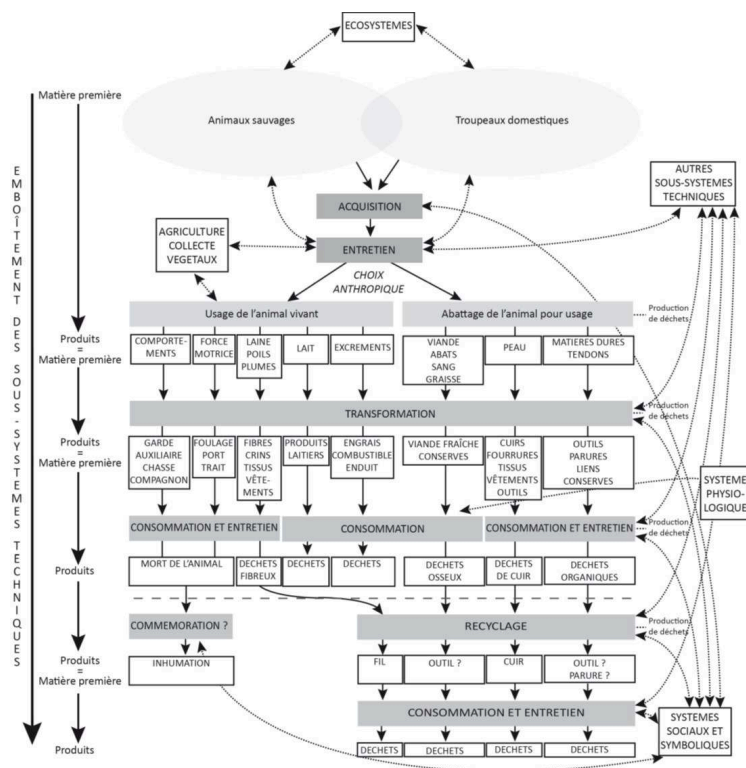 ECOSYSTEMES
Matière première
Animaux sauvages
Troupeaux domestiques
EMBOÎTEMENT DES SOUS-SYSTEMES TECHNIQUES
AUTRES
SOUS-SYSTEMES
TECHNIQUES
ACQUISITION
AGRICULTURE
COLLECTE
VEGETAUX
ENTRETIEN
CHOIX
ANTHROPIQUE
Usage de l'animal vivant
Abattage de l'animal pour usage
Production
de déchets
Produits
=
Matière première
COMPORTE-
MENTS
FORCE
MOTRICE
LAINE
POILS
PLUMES
LAIT
EXCREMENTS
VIANDE
ABATS
SANG
GRAISSE
PEAU
MATIERES DURES
TENDONS
TRANSFORMATION
Production
de déchets
Produits
=
Matière première
GARDE
AUXILIAIRE
CHASSE
COMPAGNON
FOULAGE
PORT
TRAIT
FIBRES
CRINS
TISSUS
VÊTE-
MENTS
PRODUITS
LAITIERS
ENGRAIS
COMBUSTIBLE
ENDUIT
VIANDE FRAÎCHE
CONSERVES
CUIRS
FOURRURES
TISSUS
VÊTEMENTS
OUTILS
OUTILS
PARURES
LIENS
CONSERVES
SYSTEME
PHYSIO-
LOGIQUE
CONSOMMATION ET ENTRETIEN
CONSOMMATION
CONSOMMATION ET ENTRETIEN
Production
de déchets
Produits
MORT DE L'ANIMAL
DECHETS
FIBREUX
DECHETS
DECHETS
DECHETS
OSSEUX
DECHETS
DE CUIR
DECHETS
ORGANIQUES
COMMEMORATION ?
RECYCLAGE
Production
de déchets
Produits
=
Matière première
INHUMATION
FIL
OUTIL ?
CUIR
OUTIL ?
PARURE ?
CONSOMMATION ET ENTRETIEN
SYSTEMES
SOCIAUX ET
SYMBOLIQUES
Produits
DECHETS
DECHETS
DECHETS
DECHETS